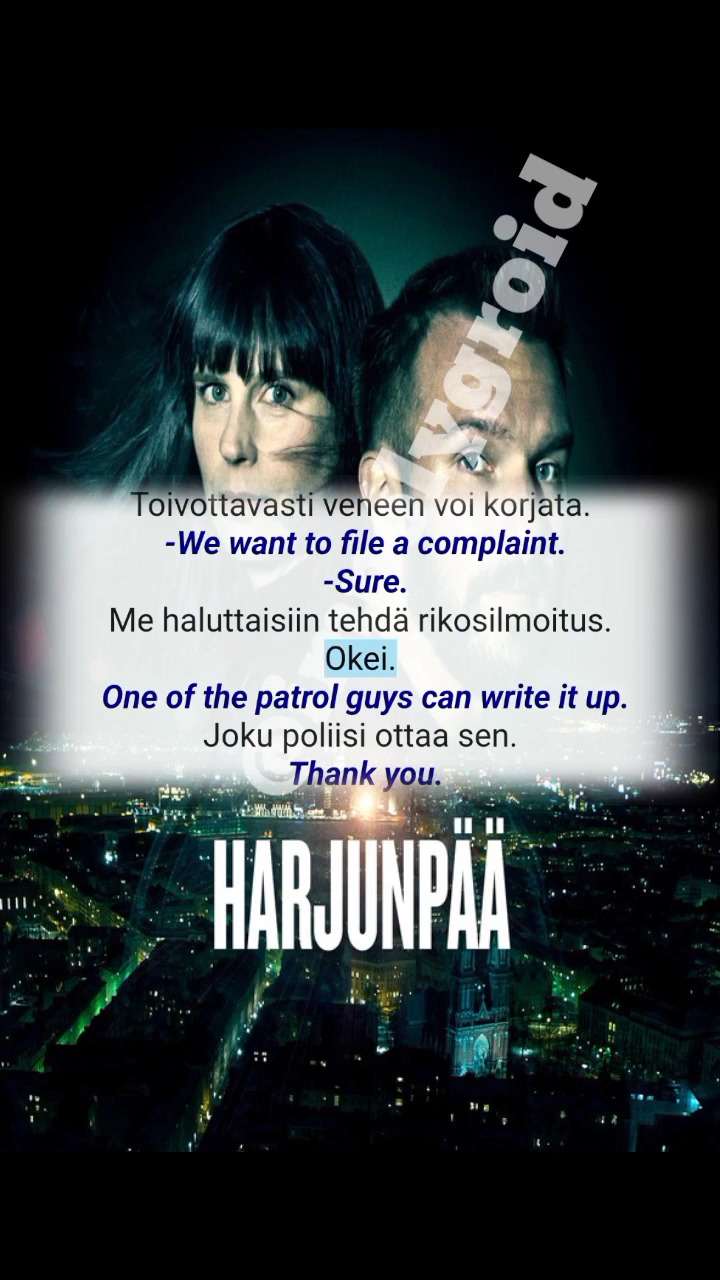 Toivottavasti veneen voi korjata.
-We want to file a complaint.
-Sure.
Me haluttaisiin tehdä rikosilmoitus.
Okei.
One of the patrol guys can write it up.
Joku poliisi ottaa sen.
Thank you.
HARJUNPÄÄ